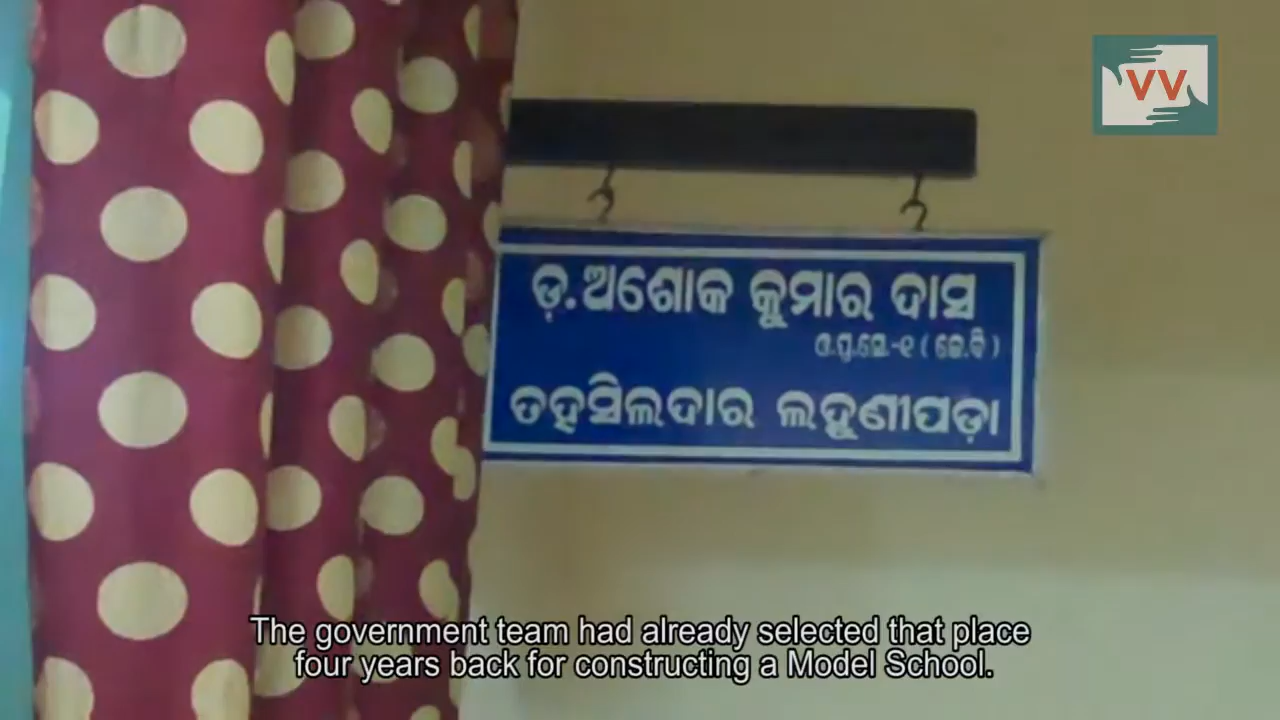 VV
ଡ଼.ଅଶୋକ କୁମାର ଦାସ
ଓ.ପ୍ର.ସେ-୧ ( ଜେ.ବି )
ତହସିଲଦାର ଲହୁଣୀପଡ଼ା
The government team had already selected that place
four years back for constructing a Model School.